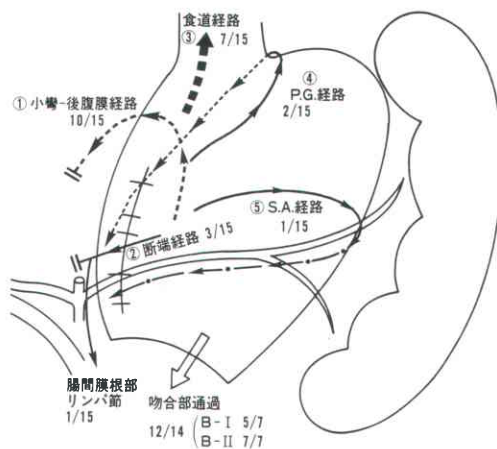 食道経路
③ 7/15
④
P.G.経路
2/15
① 小彎-後腹膜経路
10/15
⑤ S.A.経路
1/15
② 断端経路 3/15
腸間膜根部
リンパ節
1/15
吻合部通過
12/14 (B-Ⅰ 5/7
B-Ⅱ 7/7